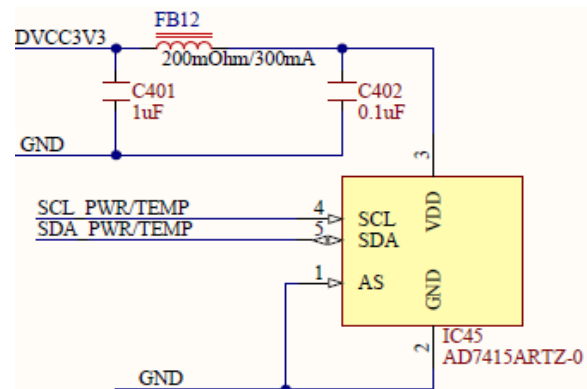 FB12
DVCC3V3
200mOhm/300mA
C401
1uF
C402
0.1uF
GND
3
SCL_PWR/TEMP
4
SCL
VDD
SDA_PWR/TEMP
5
SDA
1
AS
GND
2
IC45
AD7415ARTZ-0
GND